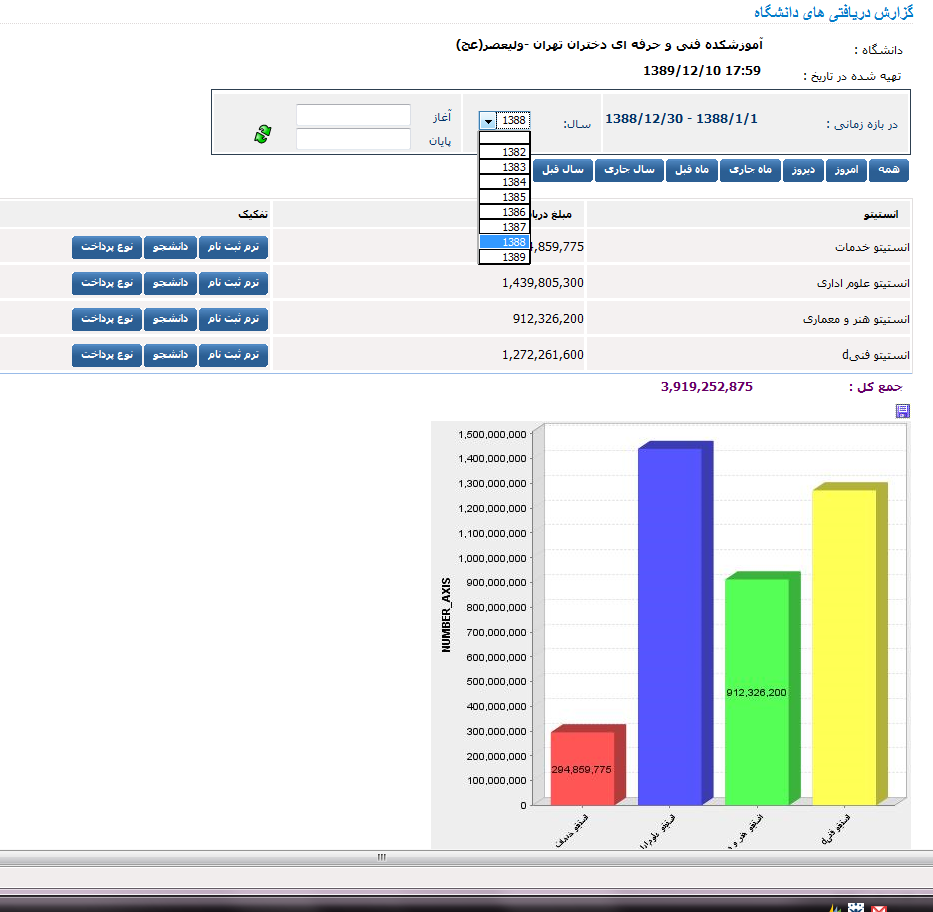 گزارش دریافتی های دانشگاه
دانشگاه : آموزشکده فنی و حرفه ای دختران تهران -ولیعصر(عج)
تهیه شده در تاریخ : 1389/12/10 17:59
در بازه زمانی : 1388/1/1 - 1388/12/30 سال: 1388 آغاز
پایان
1382
1383
1384
1385
1386
1387
1388
1389
همه امروز دیروز ماه جاری ماه قبل سال جاری سال قبل
انستیتو مبلغ تفکیک
انستیتو خدمات 4,859,775 ترم ثبت نام دانشجو نوع پرداخت
انستیتو علوم اداری 1,439,805,300 ترم ثبت نام دانشجو نوع پرداخت
انستیتو هنر و معماری 912,326,200 ترم ثبت نام دانشجو نوع پرداخت
انستیتو فنیd 1,272,261,600 ترم ثبت نام دانشجو نوع پرداخت
جمع کل : 3,919,252,875
NUMBER_AXIS
1,500,000,000
1,400,000,000
1,300,000,000
1,200,000,000
1,100,000,000
1,000,000,000
900,000,000
800,000,000
700,000,000
600,000,000
500,000,000
400,000,000
300,000,000
200,000,000
100,000,000
0
294,859,775
912,326,200
انستیتو خدمات
انستیتو علوم ادا
انستیتو هنر و
انستیتو فنیd